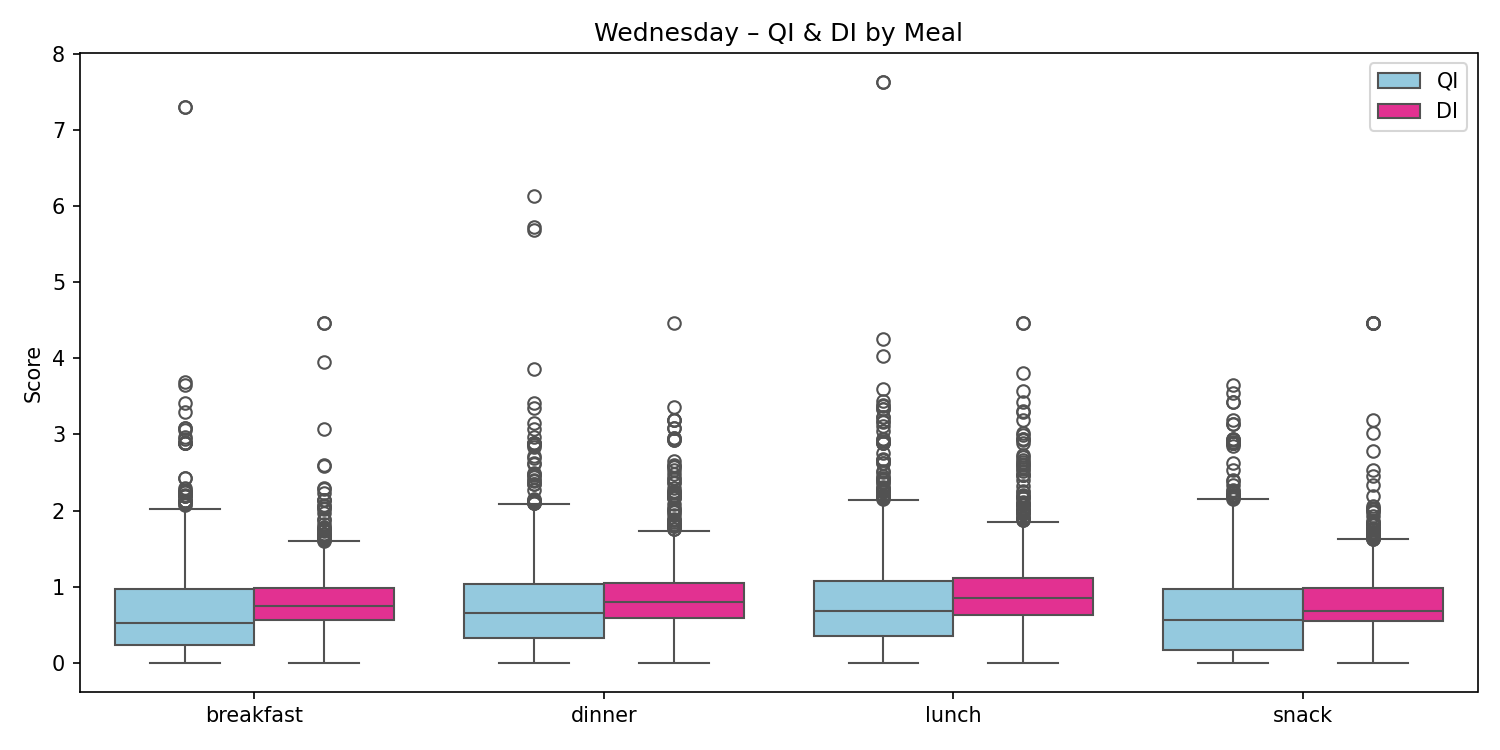 Wednesday – QI & DI by Meal
QI
DI
8
7
6
5
4
3
2
1
0
Score
breakfast
dinner
lunch
snack